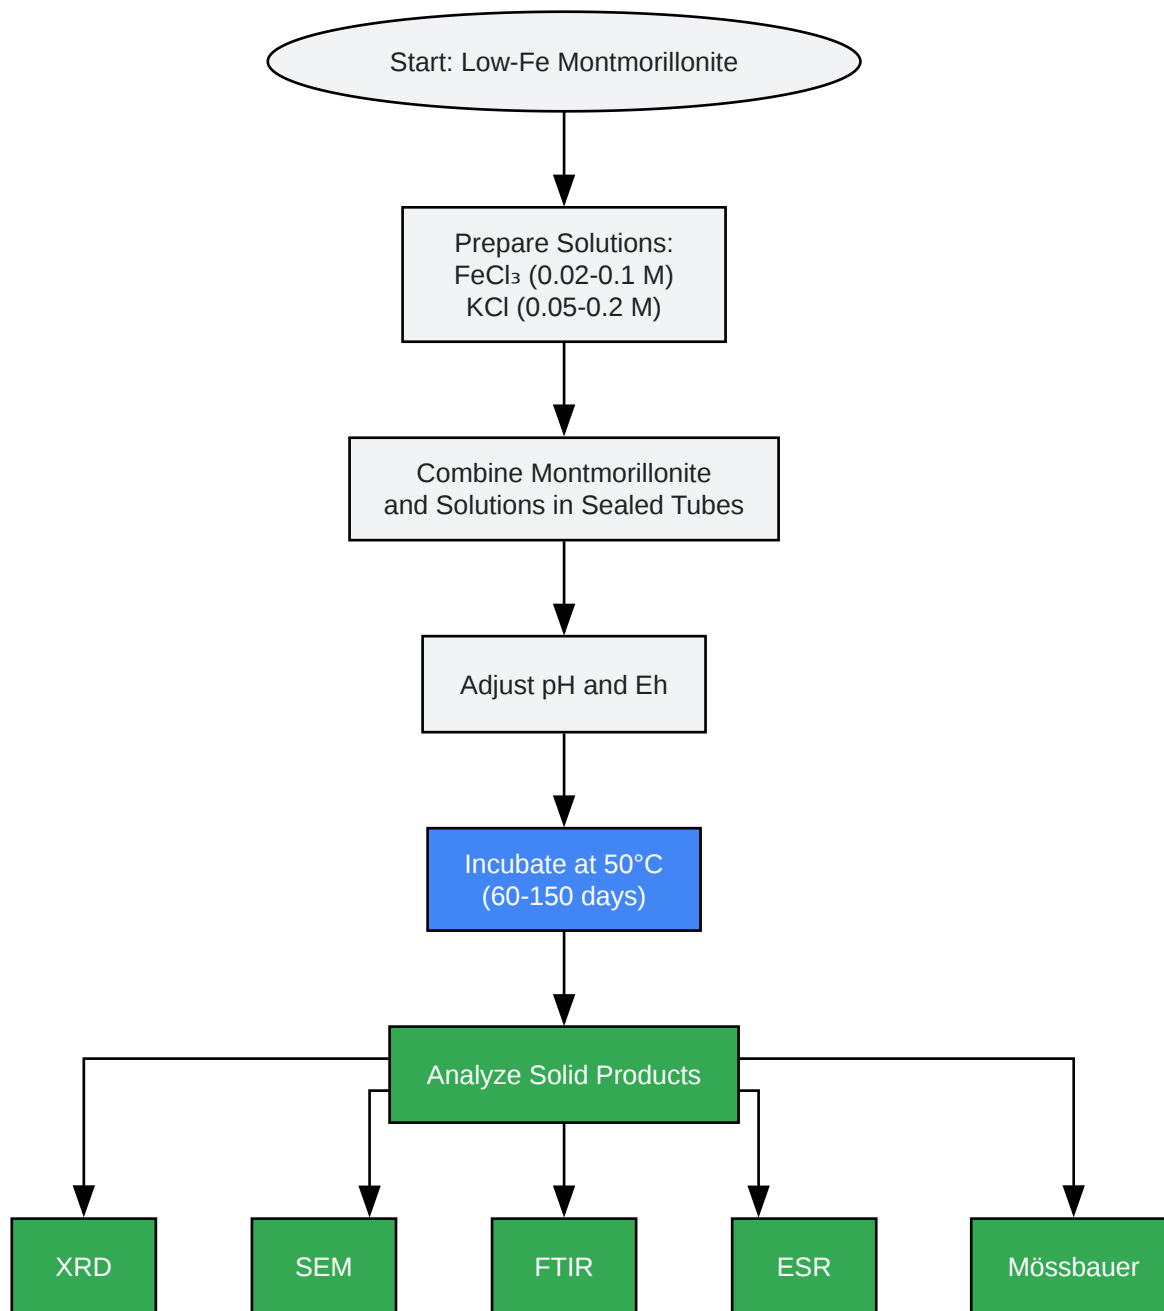 Start: Low-Fe Montmorillonite
Prepare Solutions:
FeCl₃ (0.02-0.1 M)
KCl (0.05-0.2 M)
Combine Montmorillonite
and Solutions in Sealed Tubes
Adjust pH and Eh
Incubate at 50°C
(60-150 days)
Analyze Solid Products
XRD
SEM
FTIR
ESR
Mössbauer